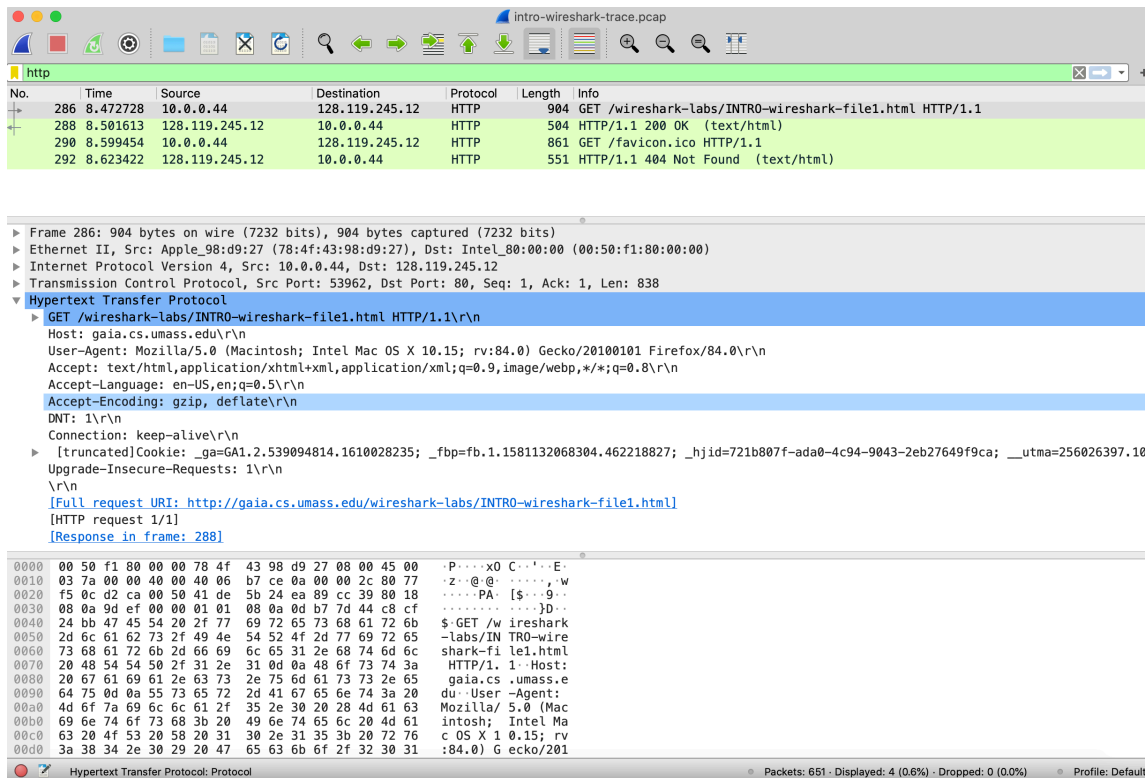 intro-wireshark-trace.pcap
http
No. Time Source Destination Protocol Length Info
286 8.472728 10.0.0.44 128.119.245.12 HTTP 904 GET /wireshark-labs/INTRO-wireshark-file1.html HTTP/1.1
288 8.501613 128.119.245.12 10.0.0.44 HTTP 504 HTTP/1.1 200 OK (text/html)
290 8.599454 10.0.0.44 128.119.245.12 HTTP 861 GET /favicon.ico HTTP/1.1
292 8.623422 128.119.245.12 10.0.0.44 HTTP 551 HTTP/1.1 404 Not Found (text/html)
Frame 286: 904 bytes on wire (7232 bits), 904 bytes captured (7232 bits)
Ethernet II, Src: Apple_98:d9:27 (78:4f:43:98:d9:27), Dst: Intel_80:00:00 (00:50:f1:80:00:00)
Internet Protocol Version 4, Src: 10.0.0.44, Dst: 128.119.245.12
Transmission Control Protocol, Src Port: 53962, Dst Port: 80, Seq: 1, Ack: 1, Len: 838
Hypertext Transfer Protocol
GET /wireshark-labs/INTRO-wireshark-file1.html HTTP/1.1\r\n
Host: gaia.cs.umass.edu\r\n
User-Agent: Mozilla/5.0 (Macintosh; Intel Mac OS X 10.15; rv:84.0) Gecko/20100101 Firefox/84.0\r\n
Accept: text/html,application/xhtml+xml,application/xml;q=0.9,image/webp,*/*;q=0.8\r\n
Accept-Language: en-US,en;q=0.5\r\n
Accept-Encoding: gzip, deflate\r\n
DNT: 1\r\n
Connection: keep-alive\r\n
[truncated]Cookie: _ga=GA1.2.539094814.1610028235; _fbp=fb.1.1581132068304.462218827; _hjid=721b807f-ada0-4c94-9043-2eb27649f9ca; __utma=256026397.10
Upgrade-Insecure-Requests: 1\r\n
\r\n
[Full request URI: http://gaia.cs.umass.edu/wireshark-labs/INTRO-wireshark-file1.html]
[HTTP request 1/1]
[Response in frame: 288]
0000 00 50 f1 80 00 00 78 4f 43 98 d9 27 08 00 45 00 ·P····xO C··'··E·
0010 03 7a 00 00 40 00 40 06 b7 ce 0a 00 00 2c 80 77 ·z··@·@· ·····,·w
0020 f5 0c d2 ca 00 50 41 de 5b 24 ea 89 cc 39 80 18 ·····PA· [$···9··
0030 08 0a 9d ef 00 00 01 01 08 0a 0d b7 7d 44 c8 cf ········ ····}D··
0040 24 bb 47 45 54 20 2f 77 69 72 65 73 68 61 72 6b $·GET /w ireshark
0050 2d 6c 61 62 73 2f 49 4e 54 52 4f 2d 77 69 72 65 -labs/IN TRO-wire
0060 73 68 61 72 6b 2d 66 69 6c 65 31 2e 68 74 6d 6c shark-fi le1.html
0070 20 48 54 54 50 2f 31 2e 31 0d 0a 48 6f 73 74 3a HTTP/1. 1··Host:
0080 20 67 61 69 61 2e 63 73 2e 75 6d 61 73 73 2e 65 gaia.cs .umass.e
0090 64 75 0d 0a 55 73 65 72 2d 41 67 65 6e 74 3a 20 du··User -Agent:
00a0 4d 6f 7a 69 6c 6c 61 2f 35 2e 30 20 28 4d 61 63 Mozilla/ 5.0 (Mac
00b0 69 6e 74 6f 73 68 3b 20 49 6e 74 65 6c 20 4d 61 intosh; Intel Ma
00c0 63 20 4f 53 20 58 20 31 30 2e 31 35 3b 20 72 76 c OS X 1 0.15; rv
00d0 3a 38 34 2e 30 29 20 47 65 63 6b 6f 2f 32 30 31 :84.0) G ecko/201
Hypertext Transfer Protocol: Protocol Packets: 651 · Displayed: 4 (0.6%) · Dropped: 0 (0.0%) Profile: Default